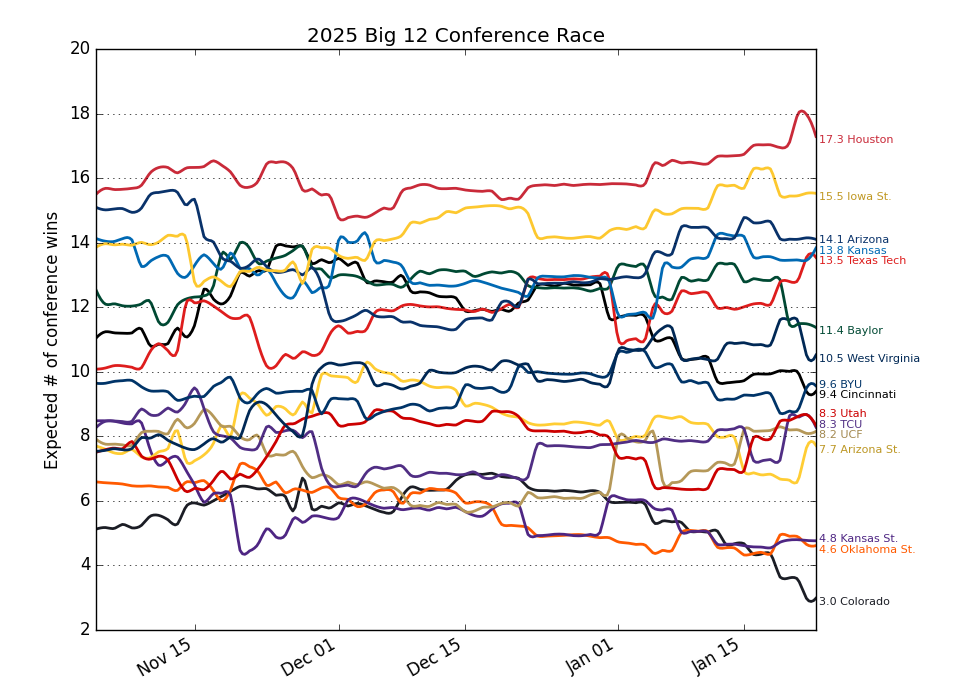 2025 Big 12 Conference Race
Expected # of conference wins
20
18
16
14
12
10
8
6
4
2
Nov 15
Dec 01
Dec 15
Jan 01
Jan 15
17.3 Houston
15.5 Iowa St.
14.1 Arizona
13.8 Kansas
13.5 Texas Tech
11.4 Baylor
10.5 West Virginia
9.6 BYU
9.4 Cincinnati
8.3 Utah
8.3 TCU
8.2 UCF
7.7 Arizona St.
4.8 Kansas St.
4.6 Oklahoma St.
3.0 Colorado